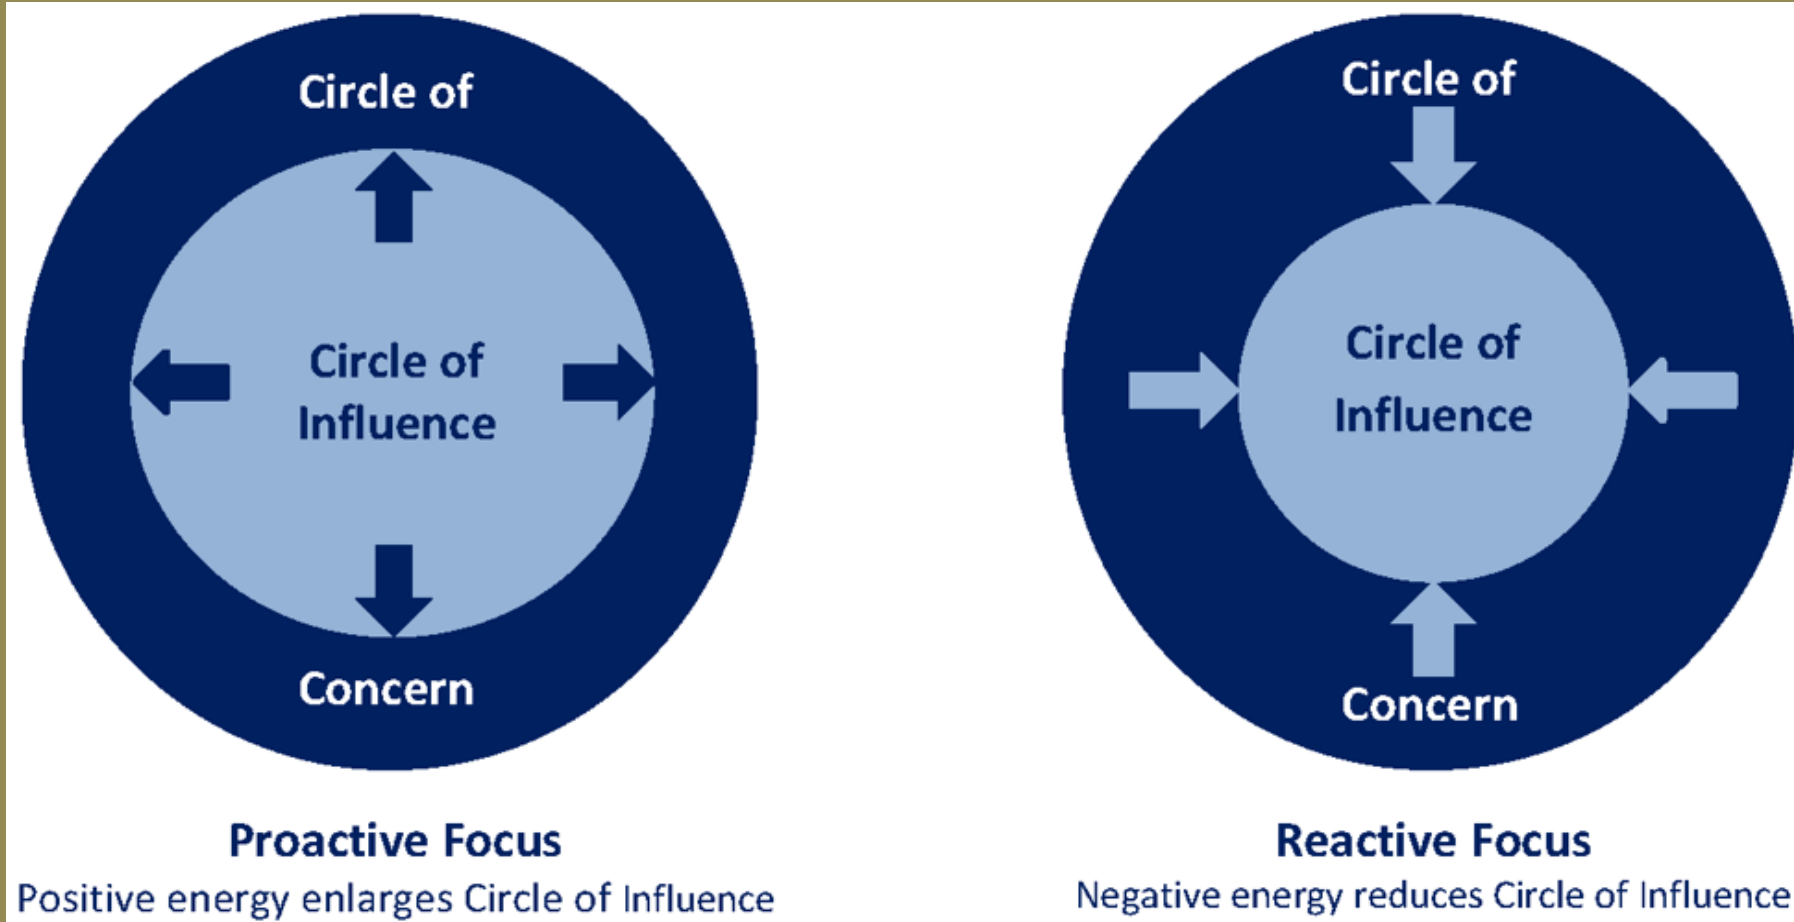 Circle of
Circle of
Influence
Concern
Proactive Focus
Positive energy enlarges Circle of Influence
Circle of
Circle of
Influence
Concern
Reactive Focus
Negative energy reduces Circle of Influence